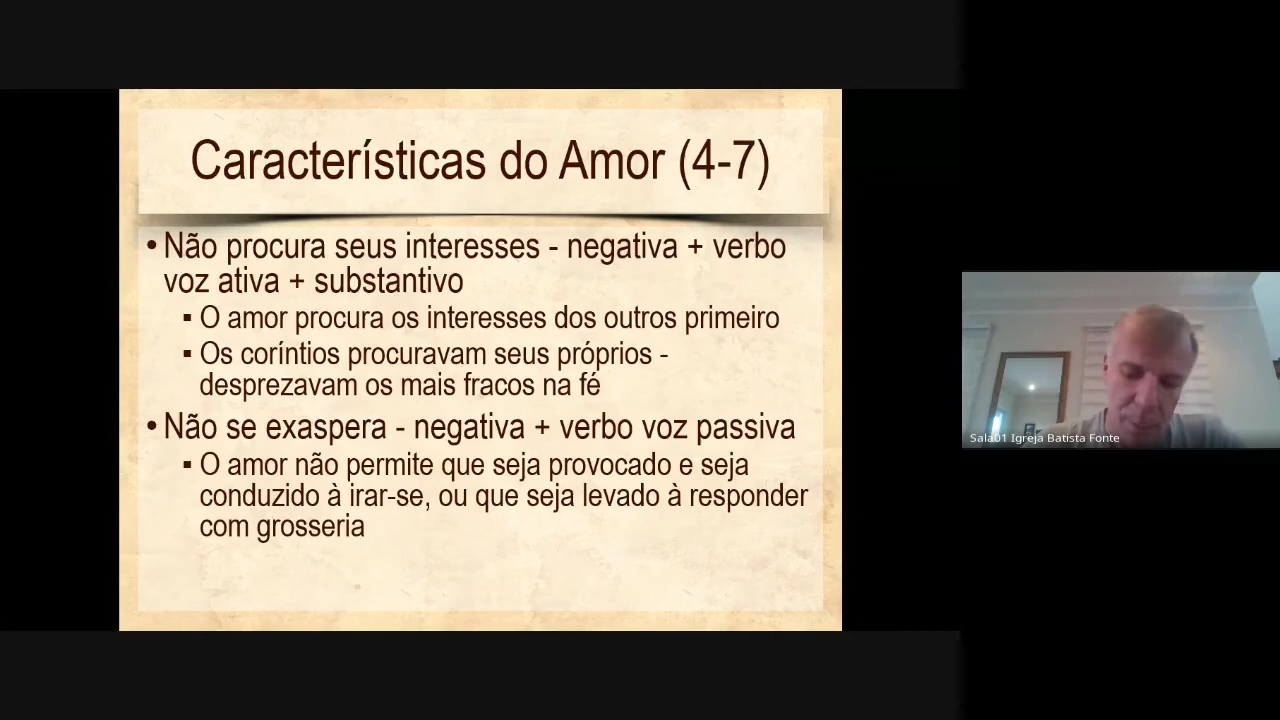 Características do Amor (4-7)
• Não procura seus interesses - negativa + verbo
voz ativa + substantivo
▪ O amor procura os interesses dos outros primeiro
▪ Os coríntios procuravam seus próprios -
desprezavam os mais fracos na fé
• Não se exaspera - negativa + verbo voz passiva
▪ O amor não permite que seja provocado e seja
conduzido à irar-se, ou que seja levado à responder
com grosseria
Sala01 Igreja Batista Fonte